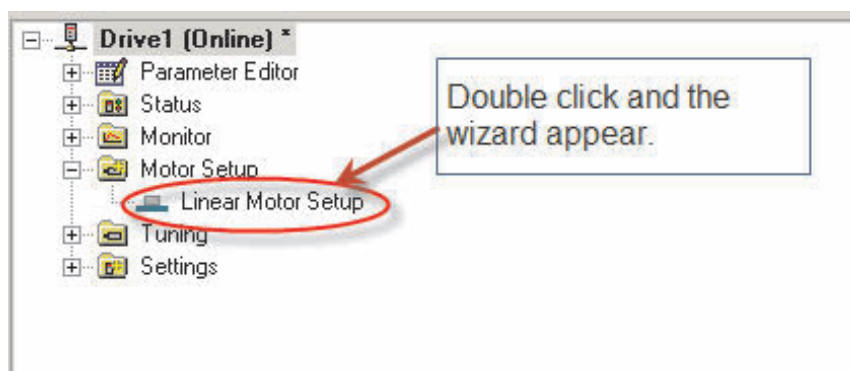 Drive1 (Online) *
Parameter Editor
Status
Monitor
Motor Setup
Linear Motor Setup
Tuning
Settings
Double click and the
wizard appear.